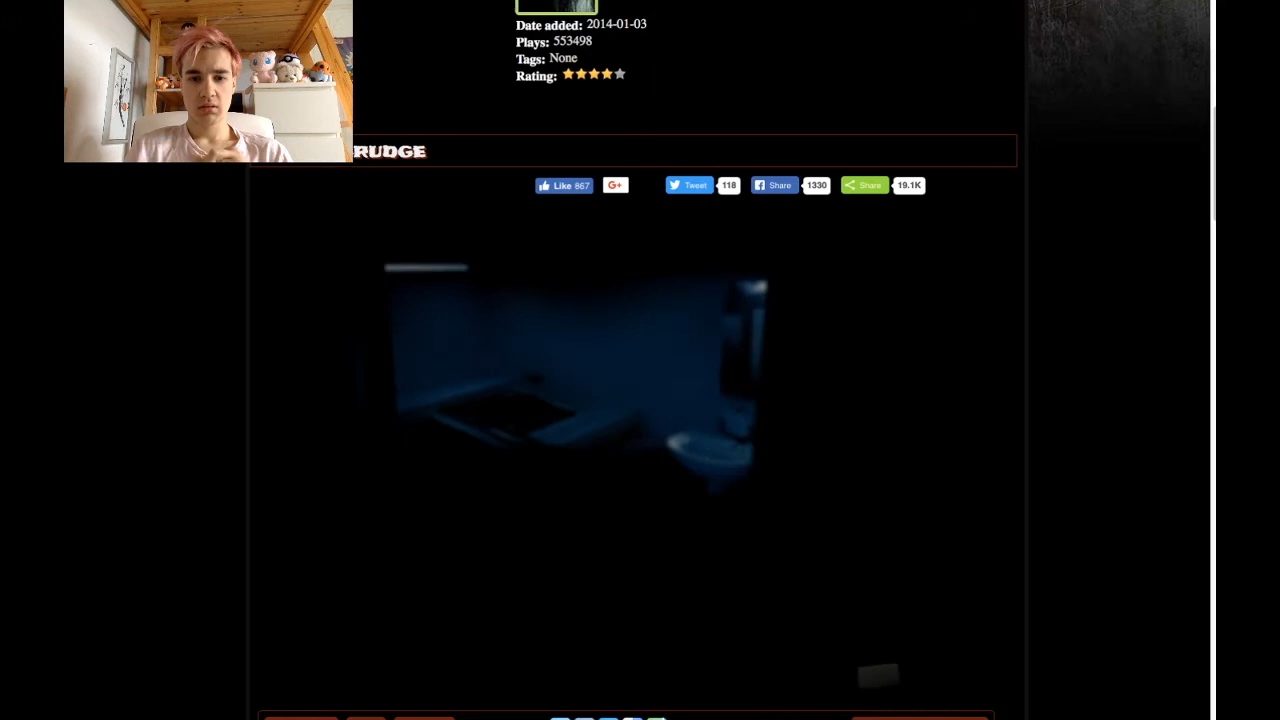 Date added: 2014-01-03
Plays: 553498
Tags: None
Rating:
RUDGE
Like 867
G+
Tweet 118
Share 1330
Share 19.1K